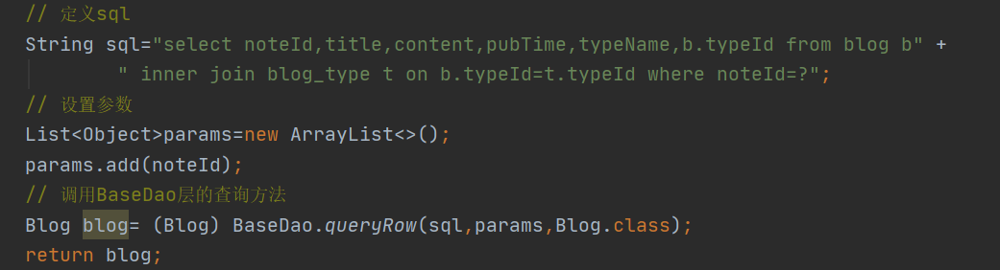 // 定义sql
String sql="select noteId,title,content,pubTime,typeName,b.typeId from blog b" +
" inner join blog_type t on b.typeId=t.typeId where noteId=?";
// 设置参数
List<Object>params=new ArrayList<>();
params.add(noteId);
// 调用BaseDao层的查询方法
Blog blog= (Blog) BaseDao.queryRow(sql,params,Blog.class);
return blog;